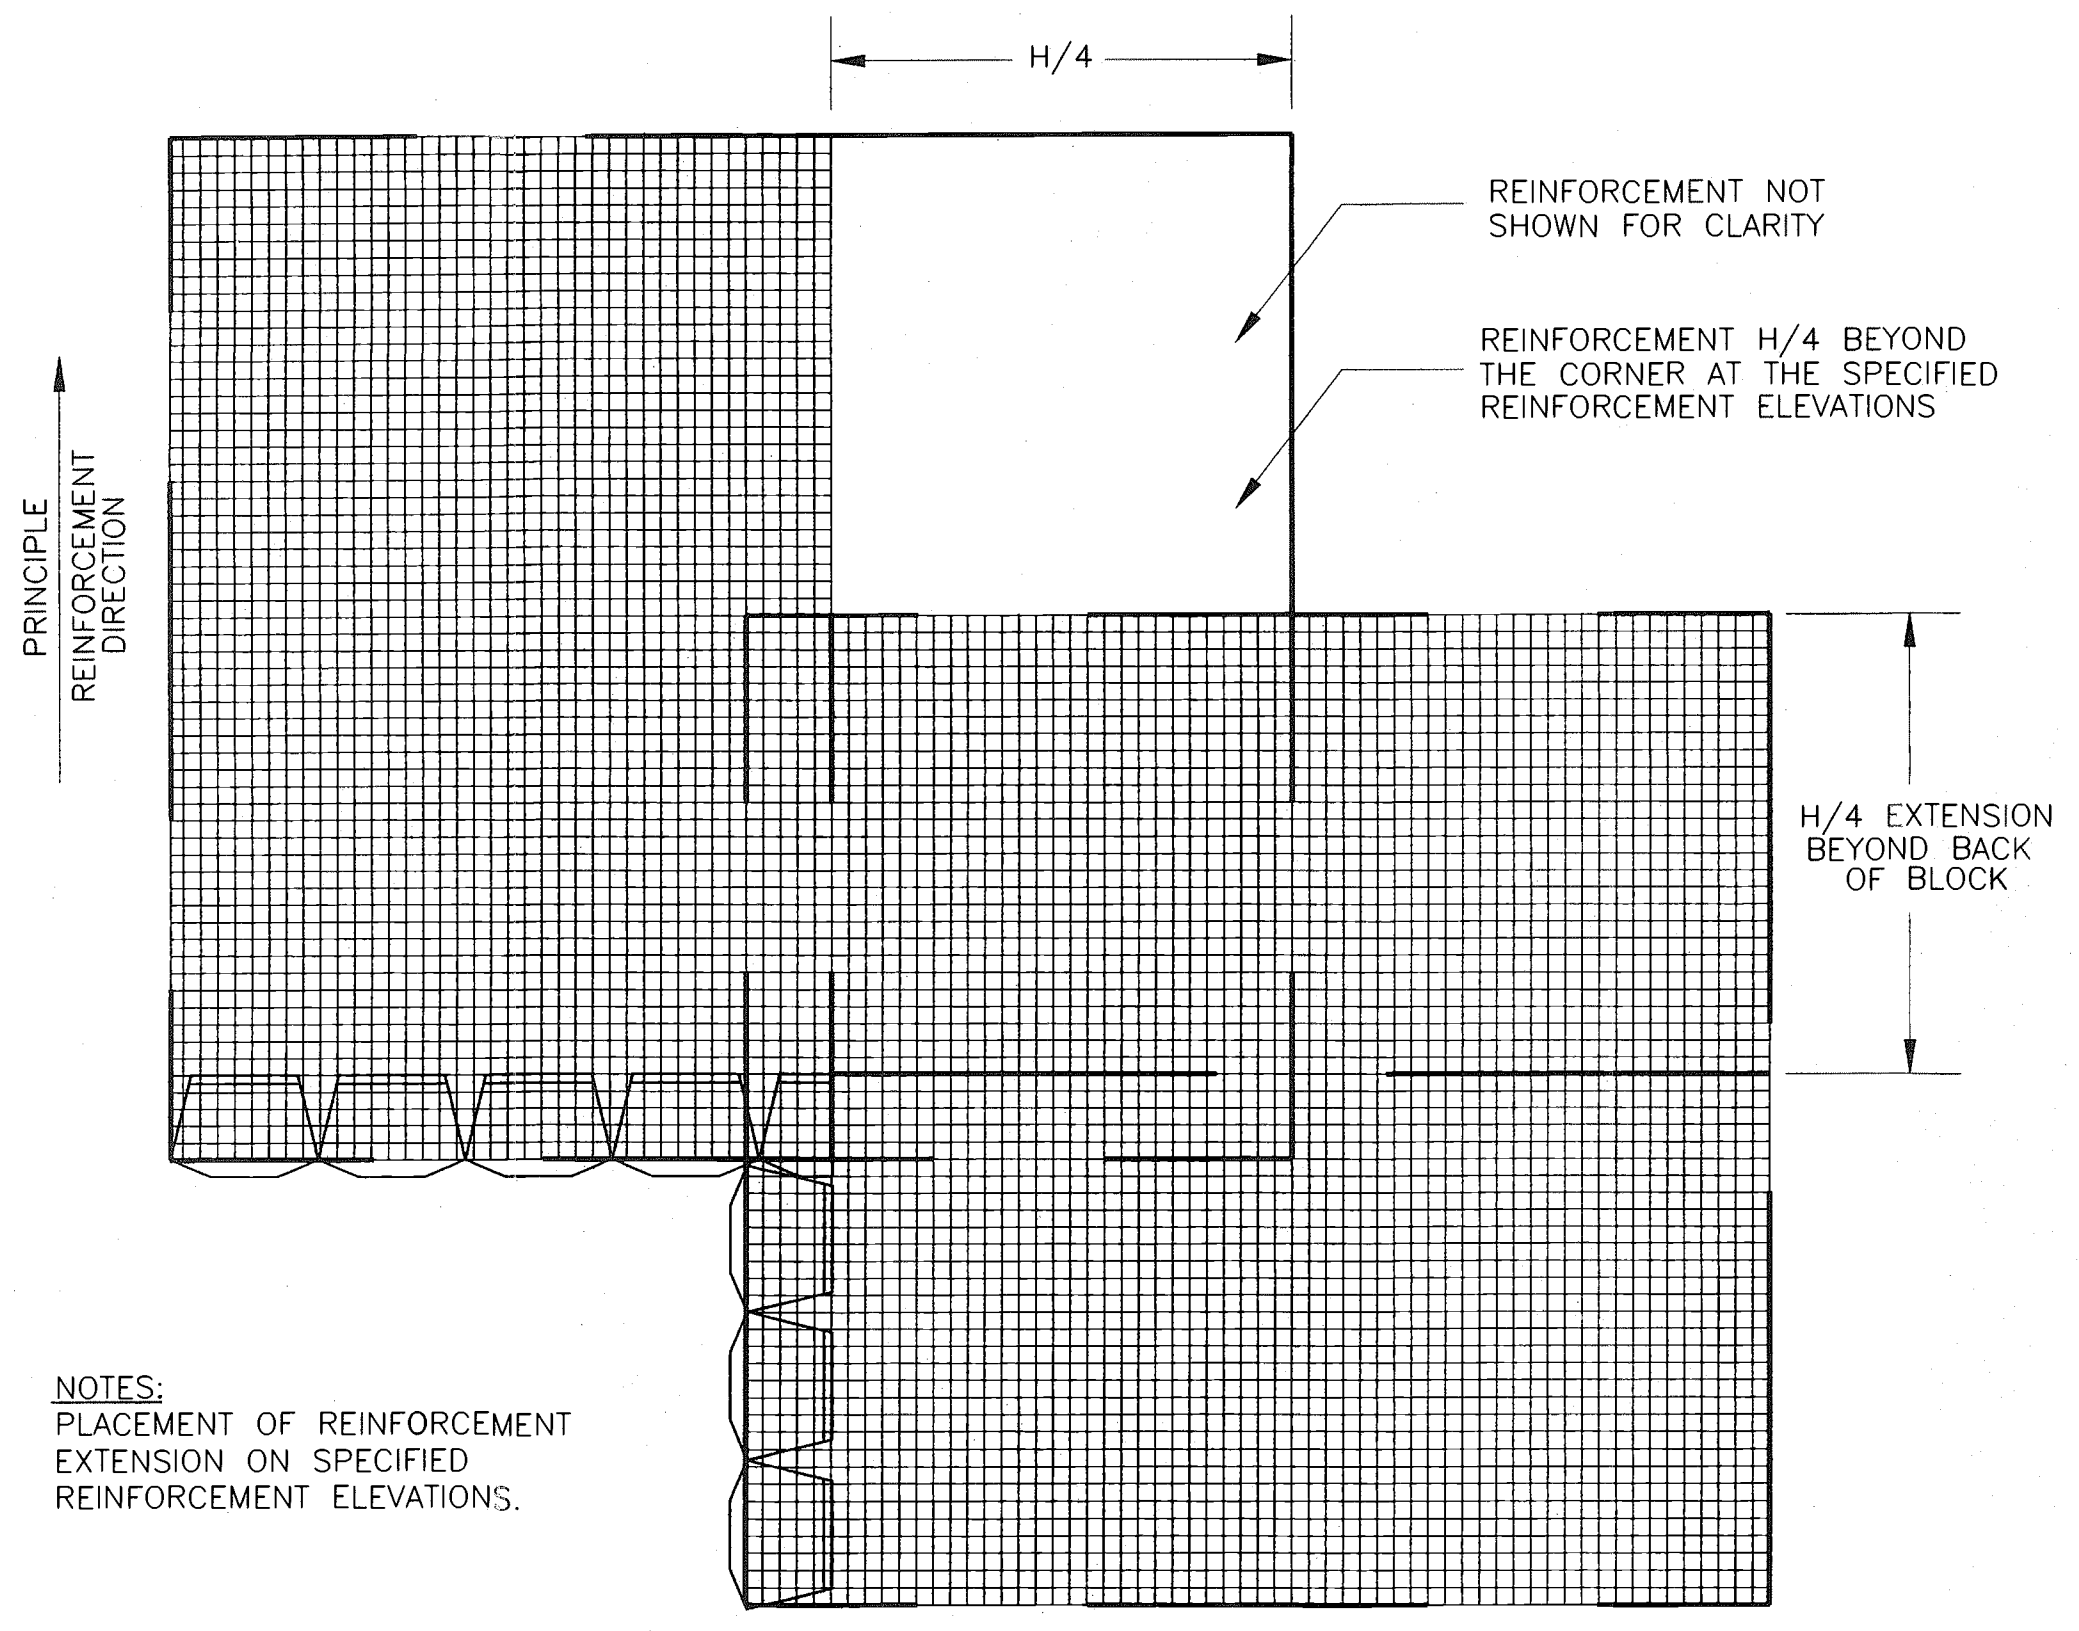 H/4
REINFORCEMENT NOT
SHOWN FOR CLARITY
REINFORCEMENT H/4 BEYOND
THE CORNER AT THE SPECIFIED
REINFORCEMENT ELEVATIONS
PRINCIPLE
REINFORCEMENT
DIRECTION
H/4 EXTENSION
BEYOND BACK
OF BLOCK
NOTES:
PLACEMENT OF REINFORCEMENT
EXTENSION ON SPECIFIED
REINFORCEMENT ELEVATIONS.